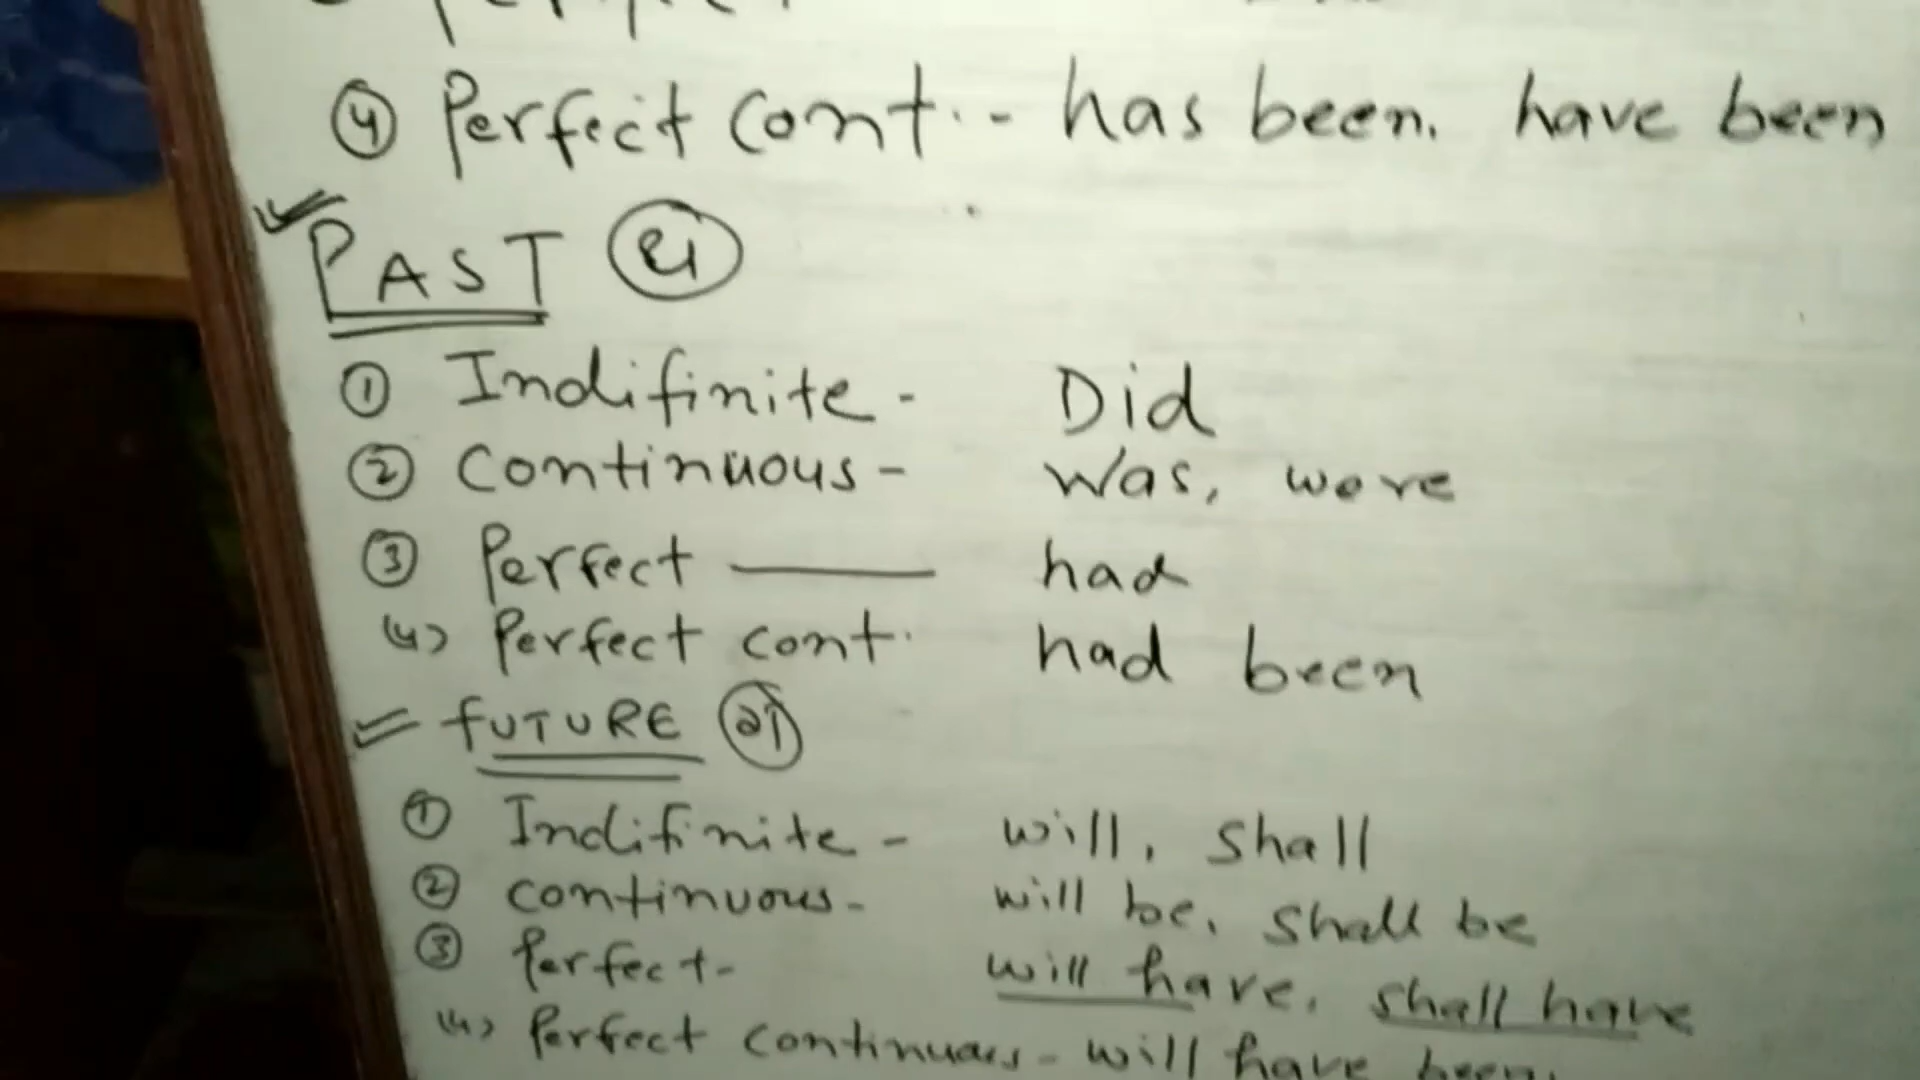 ④ Perfect cont. - has been. have been
PAST था
① Indifinite - Did
② Continuous - Was, were
③ Perfect — had
(4) Perfect cont. had been
FUTURE गा
① Indifinite - will, shall
② continuous - will be, shall be
③ Perfect - will have, shall have
(4) Perfect continuous - will have been.